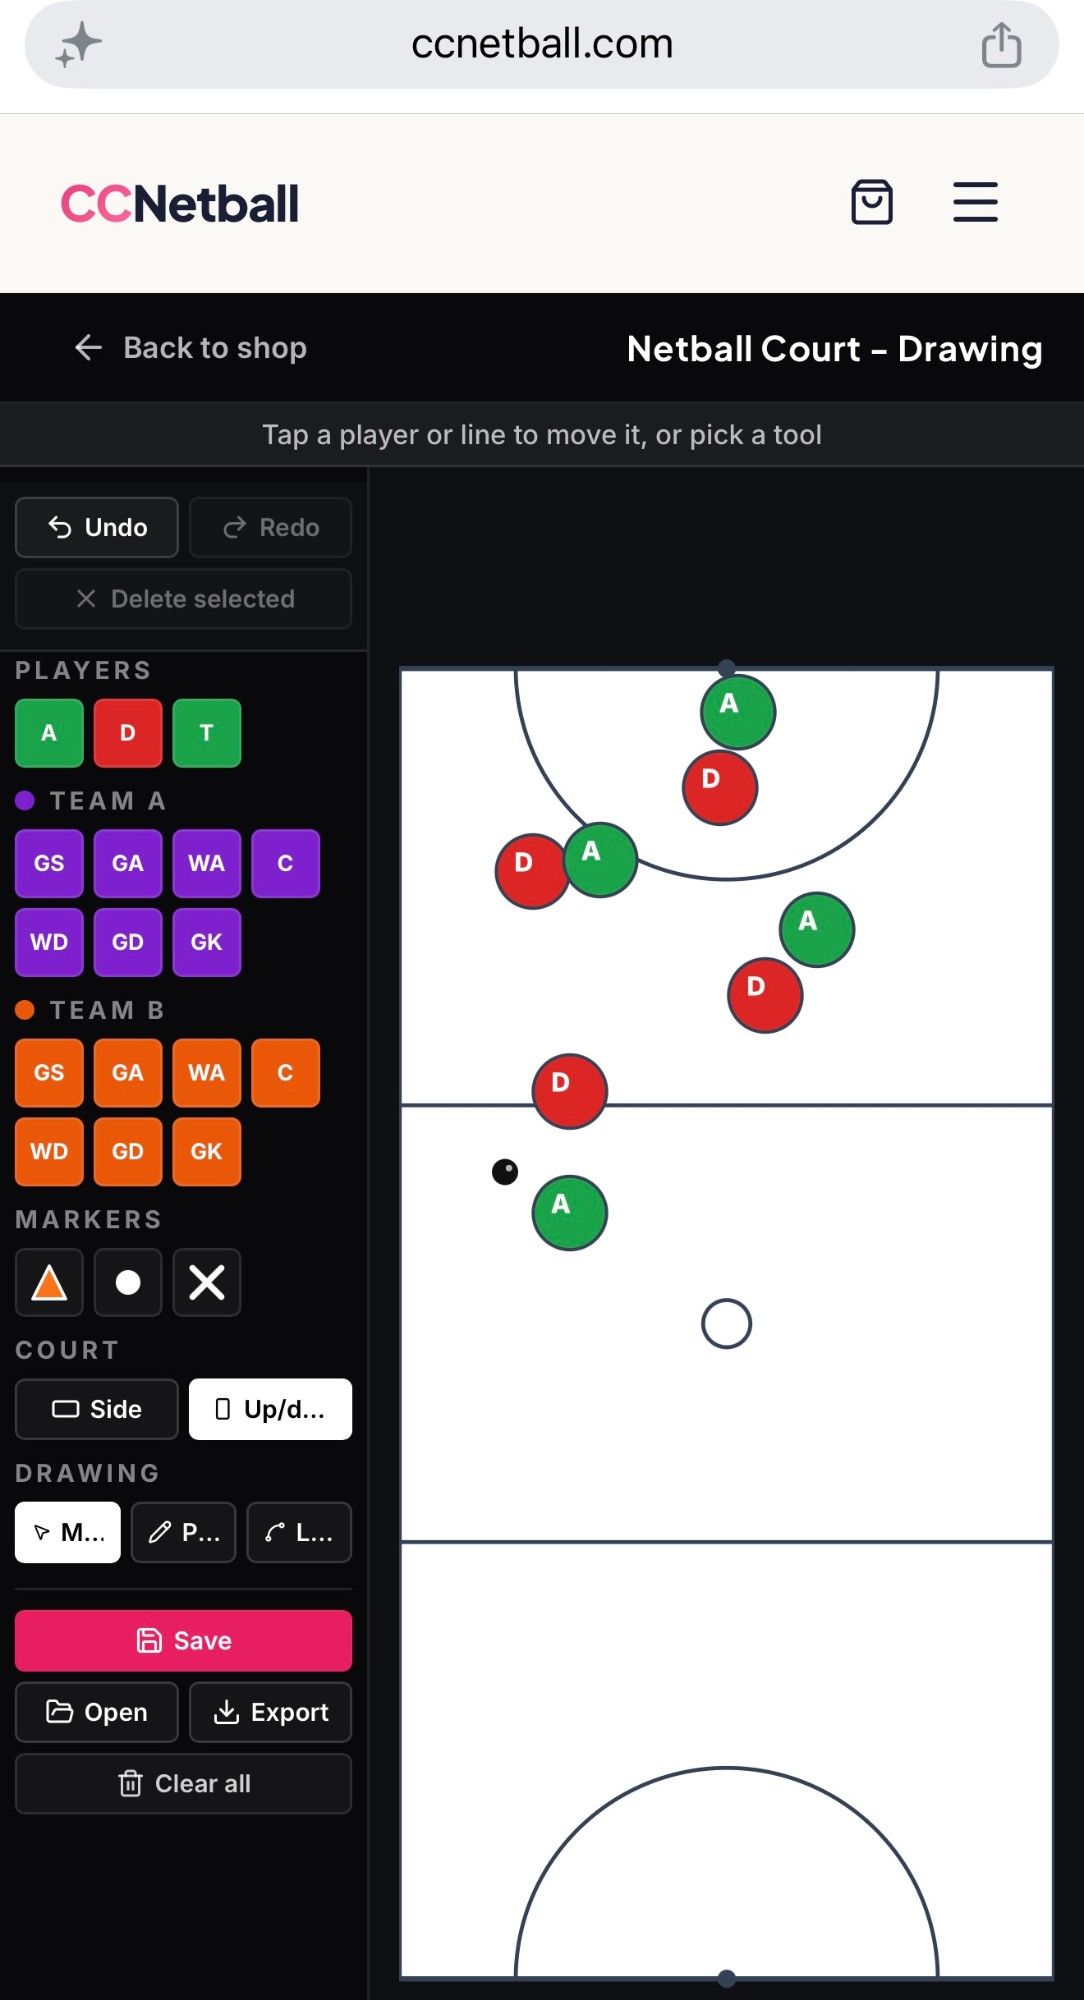 ccnetball.com
CCNetball
Back to shop
Netball Court – Drawing
Tap a player or line to move it, or pick a tool
Undo Redo
Delete selected
PLAYERS
A D T
TEAM A
GS GA WA C
WD GD GK
TEAM B
GS GA WA C
WD GD GK
MARKERS
COURT
Side Up/d...
DRAWING
M... P... L...
Save
Open Export
Clear all
A
D
D A
A
D
D
A